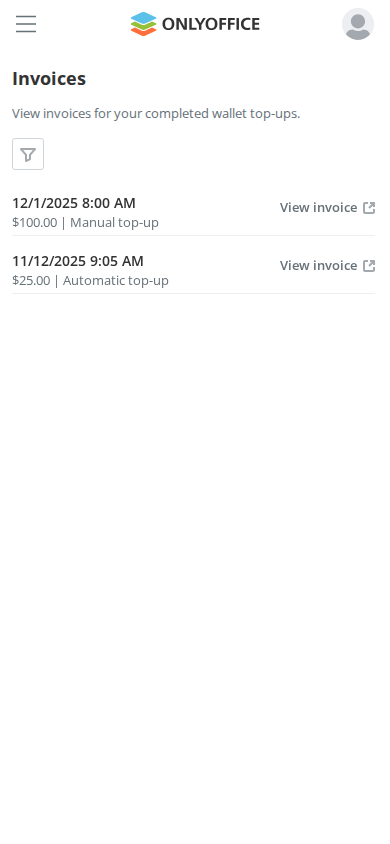 ONLYOFFICE
Invoices
View invoices for your completed wallet top-ups.
12/1/2025 8:00 AM
View invoice
$100.00 | Manual top-up
11/12/2025 9:05 AM
View invoice
$25.00 | Automatic top-up